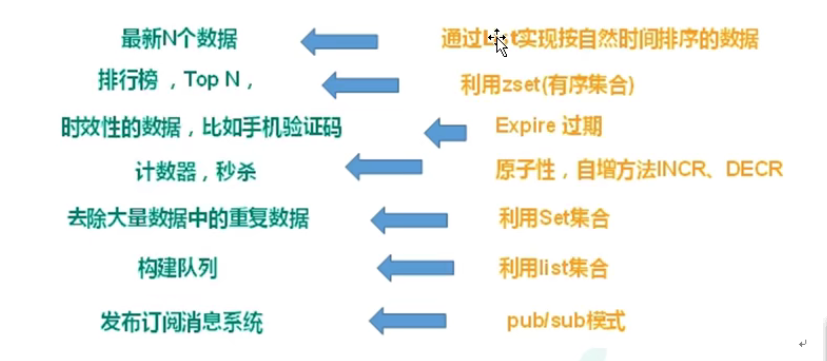 最新N个数据 通过List实现按自然时间排序的数据
排行榜，Top N， 利用zset(有序集合)
时效性的数据，比如手机验证码 Expire 过期
计数器，秒杀 原子性，自增方法INCR、DECR
去除大量数据中的重复数据 利用Set集合
构建队列 利用list集合
发布订阅消息系统 pub/sub模式